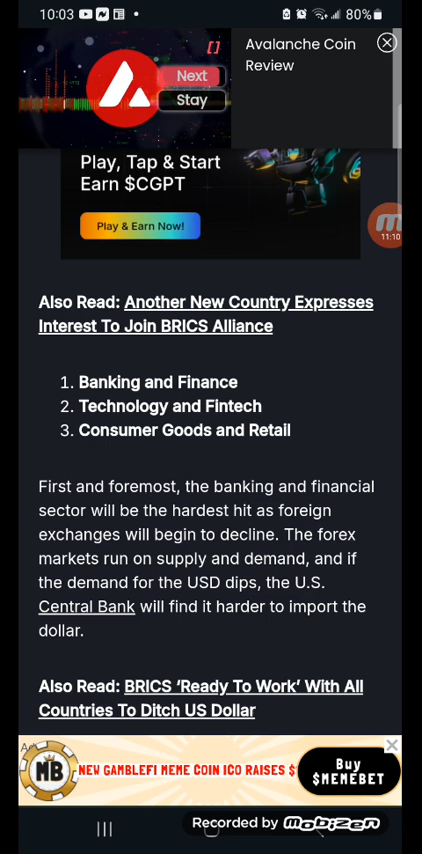 10:03
80%
Next
Stay
Avalanche Coin
Review
Play, Tap & Start
Earn $CGPT
Play & Earn Now!
11:10
Also Read: Another New Country Expresses
Interest To Join BRICS Alliance
1. Banking and Finance
2. Technology and Fintech
3. Consumer Goods and Retail
First and foremost, the banking and financial
sector will be the hardest hit as foreign
exchanges will begin to decline. The forex
markets run on supply and demand, and if
the demand for the USD dips, the U.S.
Central Bank will find it harder to import the
dollar.
Also Read: BRICS ‘Ready To Work’ With All
Countries To Ditch US Dollar
MB
NEW GAMBLEFI MEME COIN ICO RAISES $
Buy
$MEMEBET
Recorded by mobizen